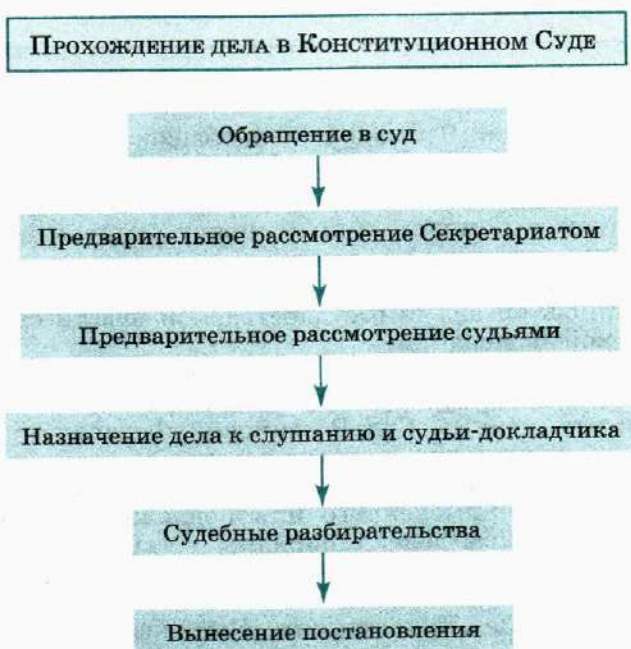 Прохождение дела в Конституционном Суде
Обращение в суд
Предварительное рассмотрение Секретариатом
Предварительное рассмотрение судьями
Назначение дела к слушанию и судьи-докладчика
Судебные разбирательства
Вынесение постановления